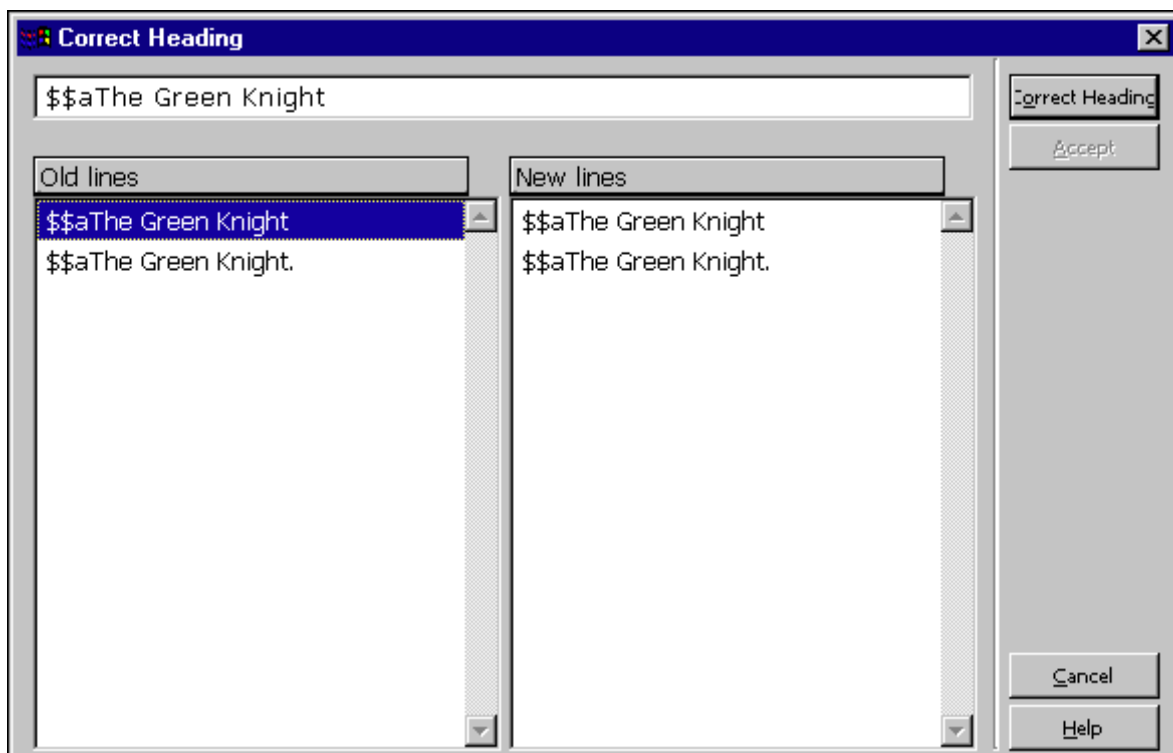 Correct Heading
$$aThe Green Knight
Correct Heading
Accept
Old lines
New lines
$$aThe Green Knight
$$aThe Green Knight.
$$aThe Green Knight
$$aThe Green Knight.
Cancel
Help